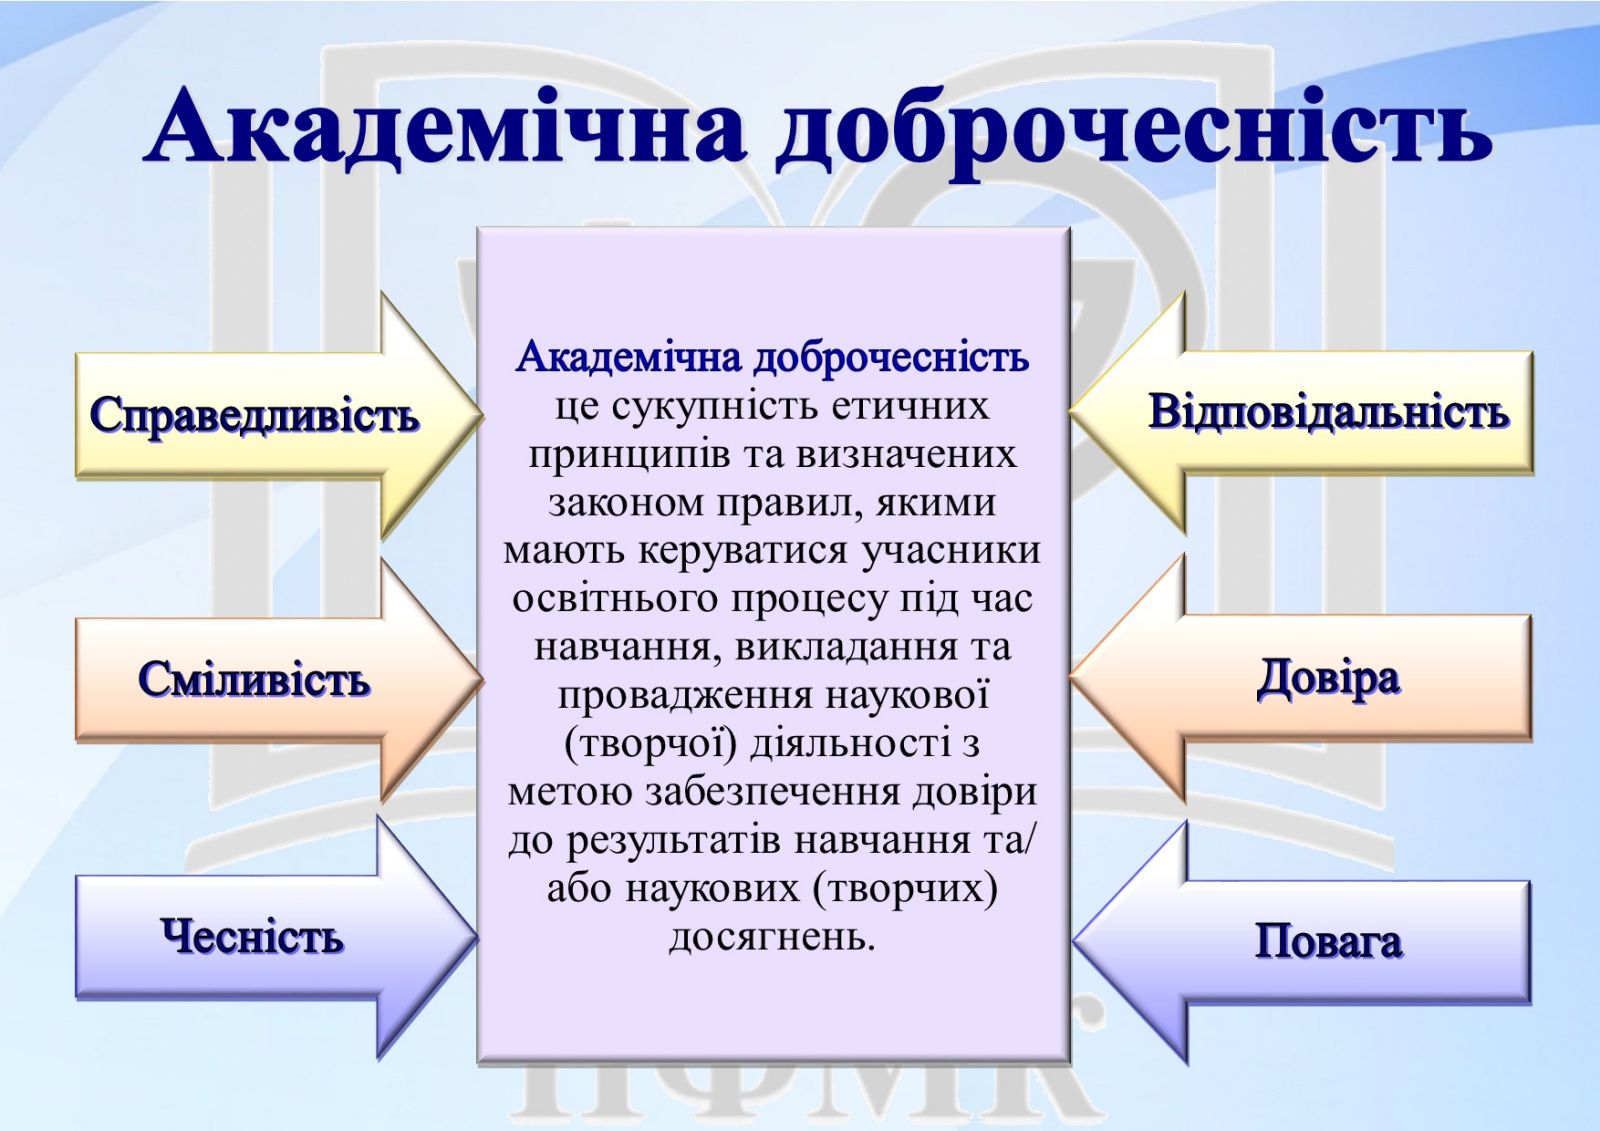 Академічна доброчесність
Справедливість
Сміливість
Чесність
Академічна доброчесність
це сукупність етичних
принципів та визначених
законом правил, якими
мають керуватися учасники
освітнього процесу під час
навчання, викладання та
провадження наукової
(творчої) діяльності з
метою забезпечення довіри
до результатів навчання та/
або наукових (творчих)
досягнень.
Відповідальність
Довіра
Повага